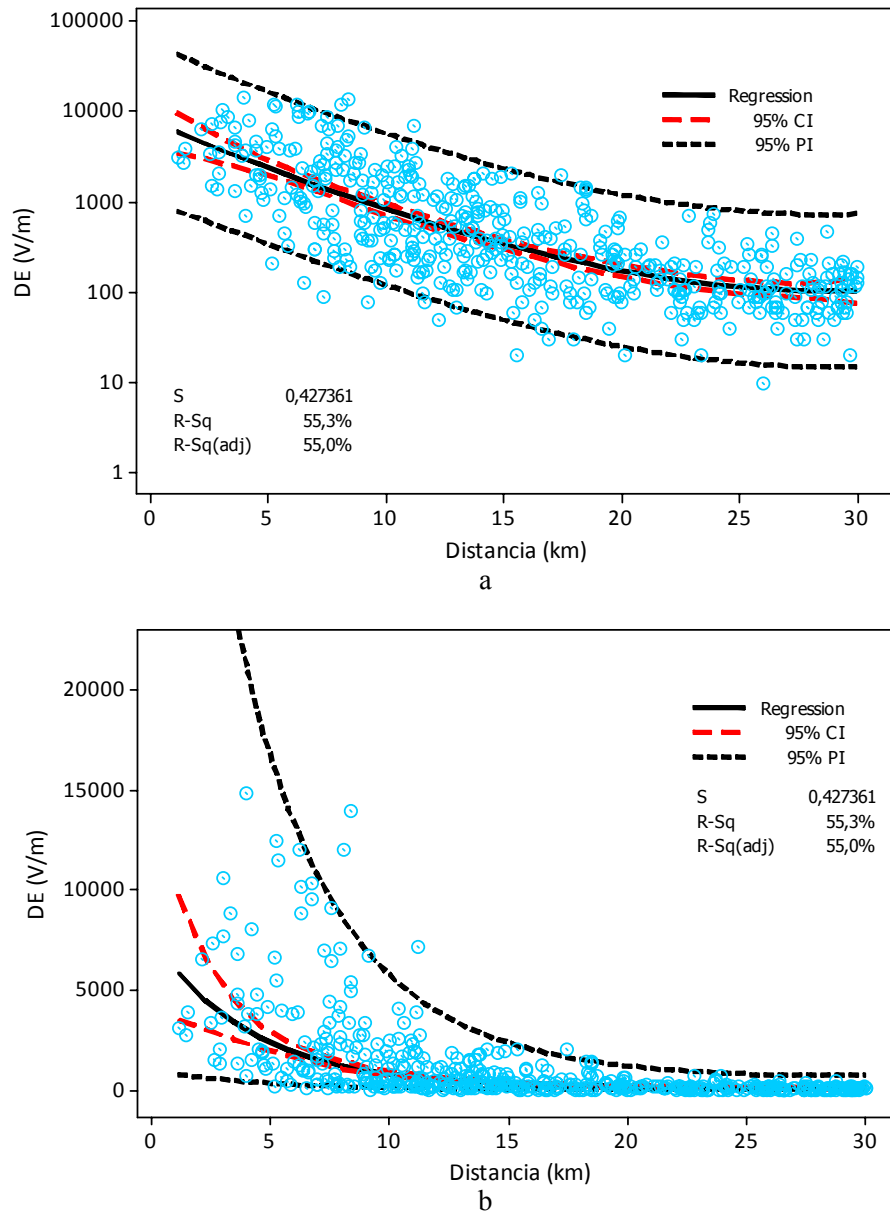 100000
10000
1000
100
10
1
DE (V/m)
Regression
95% CI
95% PI
S 0,427361
R-Sq 55,3%
R-Sq(adj) 55,0%
0 5 10 15 20 25 30
Distancia (km)
a
20000
15000
10000
5000
0
DE (V/m)
Regression
95% CI
95% PI
S 0,427361
R-Sq 55,3%
R-Sq(adj) 55,0%
0 5 10 15 20 25 30
Distancia (km)
b